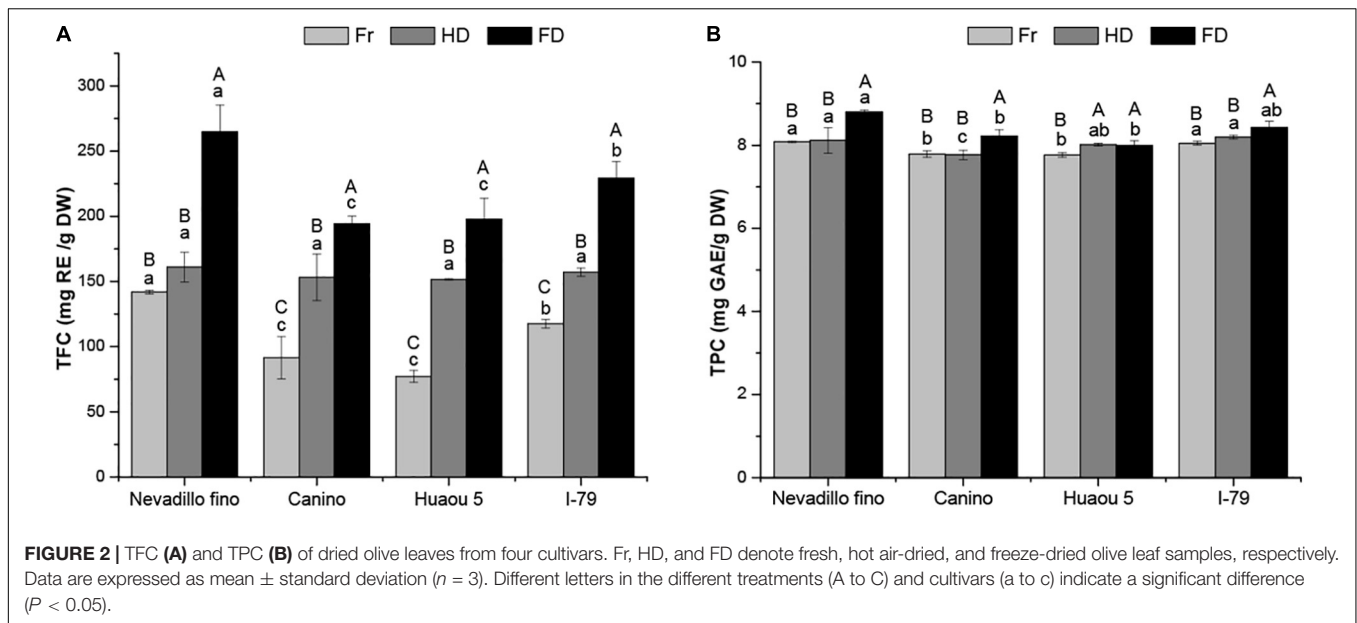 A
Fr HD FD
TFC (mg RE /g DW)
300
250
200
150
100
50
0
B a
B a
A a
C c
B a
A c
C c
B a
A c
C b
B a
A b
Nevadillo fino Canino Huaou 5 I-79
B
Fr HD FD
TPC (mg GAE/g DW)
10
8
6
4
2
0
B a
B a
A a
B b
B c
A b
B b
A ab
A b
B a
B a
A ab
Nevadillo fino Canino Huaou 5 I-79
FIGURE 2 | TFC (A) and TPC (B) of dried olive leaves from four cultivars. Fr, HD, and FD denote fresh, hot air-dried, and freeze-dried olive leaf samples, respectively.
Data are expressed as mean ± standard deviation (n = 3). Different letters in the different treatments (A to C) and cultivars (a to c) indicate a significant difference
(P < 0.05).